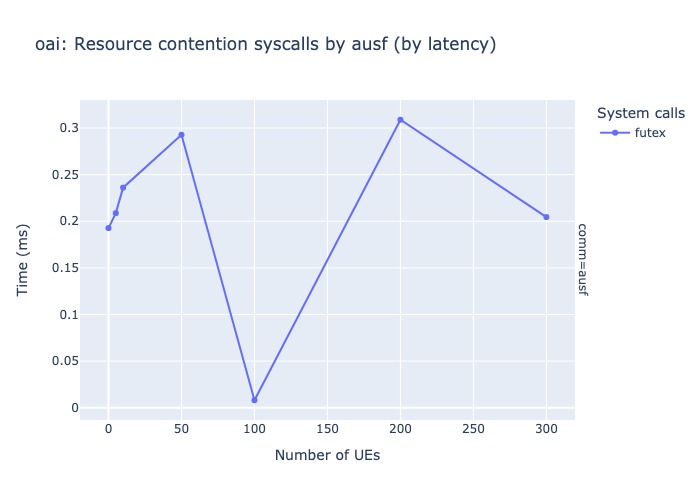 oai: Resource contention syscalls by ausf (by latency)
System calls
futex
0.3
0.25
0.2
0.15
0.1
0.05
0
Time (ms)
comm=ausf
0 50 100 150 200 250 300
Number of UEs